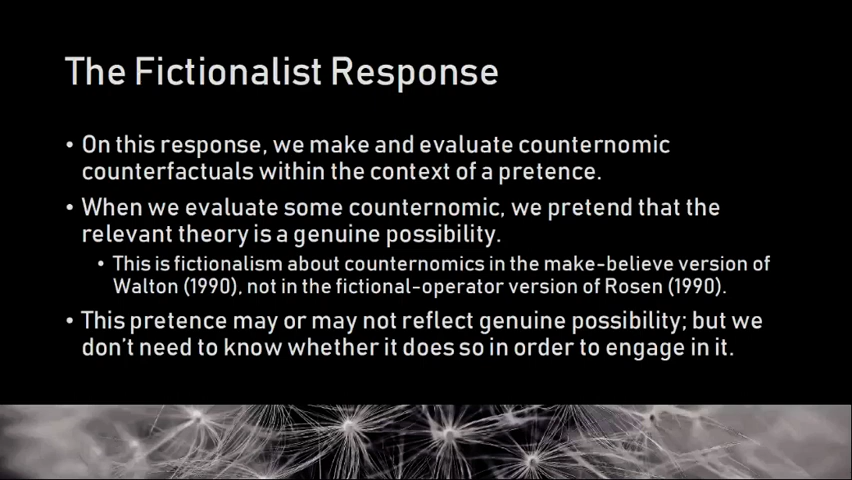 The Fictionalist Response
• On this response, we make and evaluate counternomic
counterfactuals within the context of a pretence.
• When we evaluate some counternomic, we pretend that the
relevant theory is a genuine possibility.
• This is fictionalism about counternomics in the make-believe version of
Walton (1990), not in the fictional-operator version of Rosen (1990).
• This pretence may or may not reflect genuine possibility; but we
don't need to know whether it does so in order to engage in it.